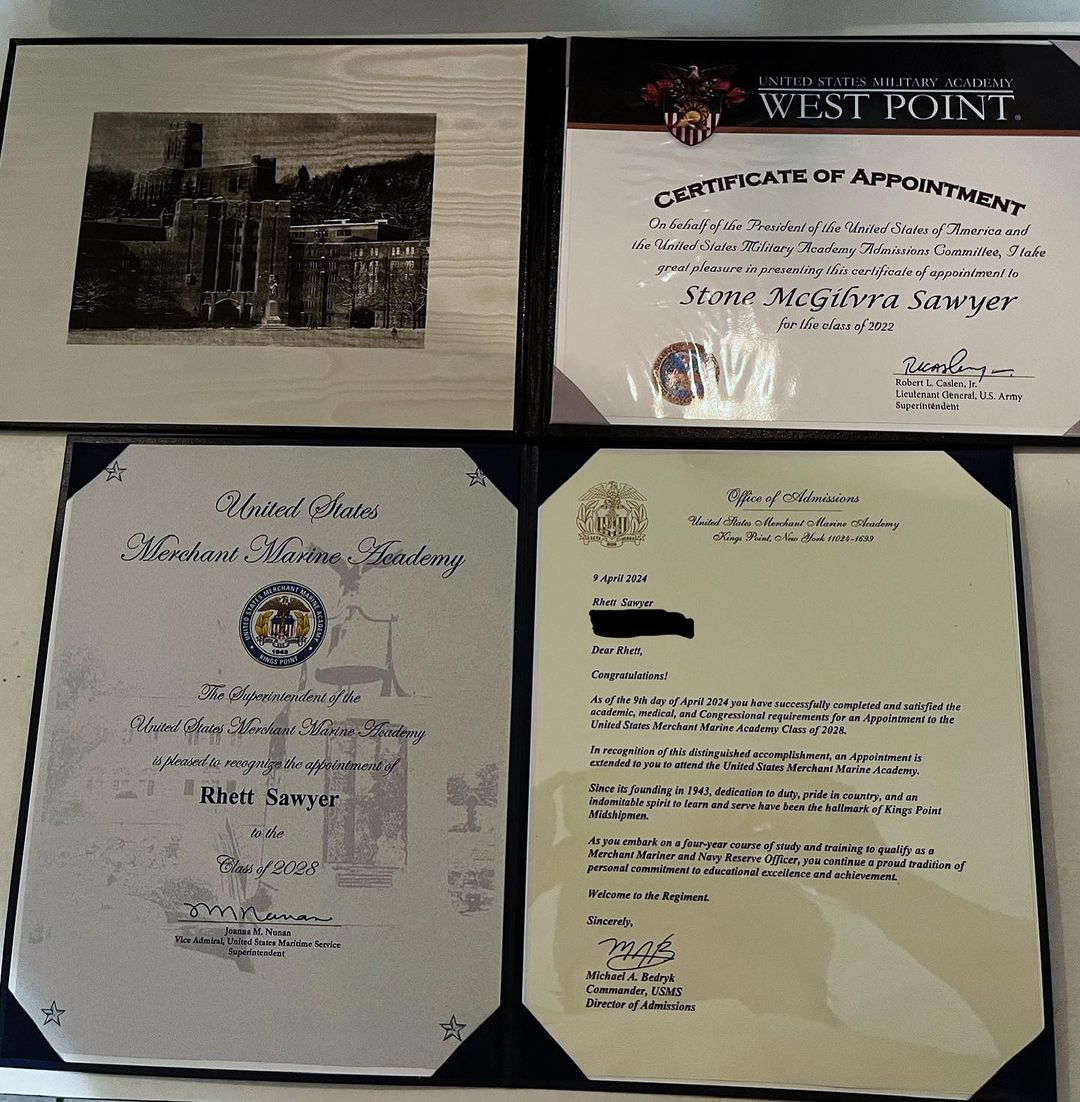 UNITED STATES MILITARY ACADEMY
WEST POINT®
CERTIFICATE OF APPOINTMENT
On behalf of the President of the United States of America and
the United States Military Academy Admissions Committee, I take
great pleasure in presenting this certificate of appointment to
Stone McGilvra Sawyer
for the class of 2022
Robert L. Caslen, Jr.
Lieutenant General, U.S. Army
Superintendent
United States
Merchant Marine Academy
UNITED STATES MERCHANT MARINE ACADEMY
1943
KINGS POINT
The Superintendent of the
United States Merchant Marine Academy
is pleased to recognize the appointment of
Rhett Sawyer
to the
Class of 2028
Joanna M. Nunan
Vice Admiral, United States Maritime Service
Superintendent
Office of Admissions
United States Merchant Marine Academy
Kings Point, New York 11024-1699
9 April 2024
Rhett Sawyer
Dear Rhett,
Congratulations!
As of the 9th day of April 2024 you have successfully completed and satisfied the
academic, medical, and Congressional requirements for an Appointment to the
United States Merchant Marine Academy Class of 2028.
In recognition of this distinguished accomplishment, an Appointment is
extended to you to attend the United States Merchant Marine Academy.
Since its founding in 1943, dedication to duty, pride in country, and an
indomitable spirit to learn and serve have been the hallmark of Kings Point
Midshipmen.
As you embark on a four-year course of study and training to qualify as a
Merchant Mariner and Navy Reserve Officer, you continue a proud tradition of
personal commitment to educational excellence and achievement.
Welcome to the Regiment.
Sincerely,
Michael A. Bedryk
Commander, USMS
Director of Admissions